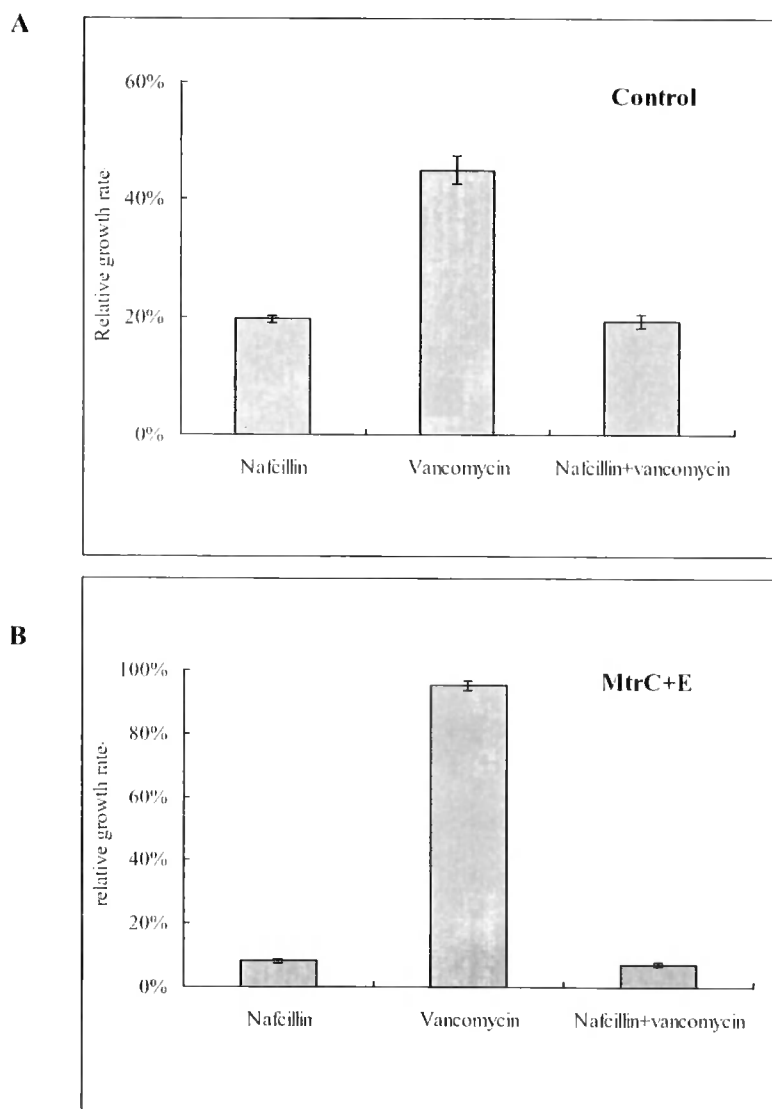 A
60%
Control
40%
20%
0%
Relative growth rate
Nafcillin Vancomycin Nafcillin+vancomycin
B
100%
MtrC+E
80%
60%
40%
20%
0%
relative growth rate
Nafcillin Vancomycin Nafcillin+vancomycin